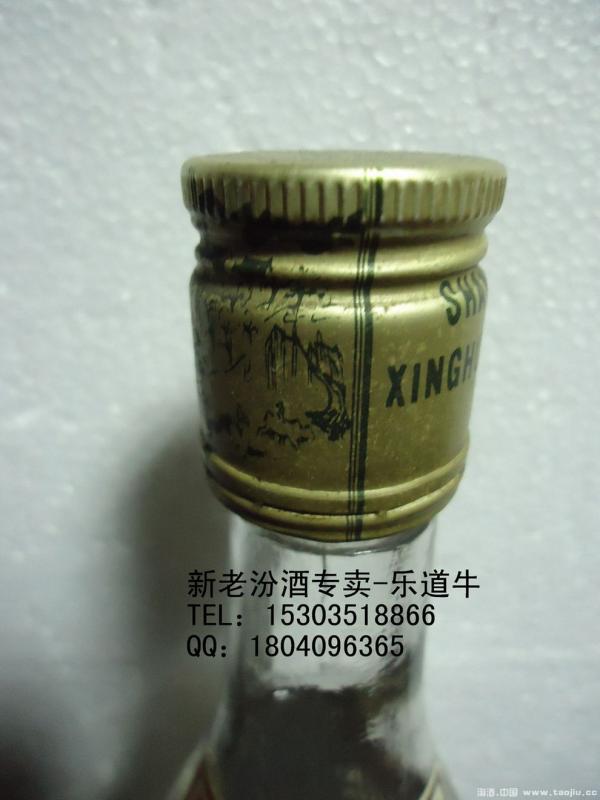 SHA
XINGH
新老汾酒专卖-乐道牛
TEL：15303518866
QQ：1804096365
淘酒.中国 www.taojiu.cc